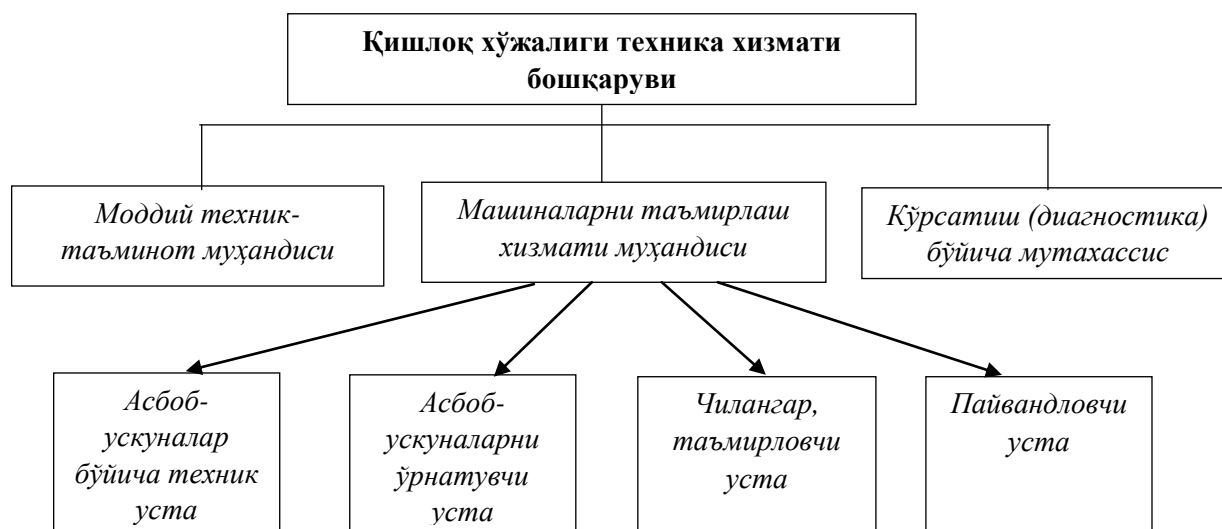 Қишлоқ хўжалиги техника хизмати
бошқаруви
Моддий техник-
таъминот муҳандиси
Машиналарни таъмирлаш
хизмати муҳандиси
Кўрсатиш (диагностика)
бўйича мутахассис
Асбоб-
ускуналар
бўйича техник
уста
Асбоб-
ускуналарни
ўрнатувчи
уста
Чилангар,
таъмирловчи
уста
Пайвандловчи
уста